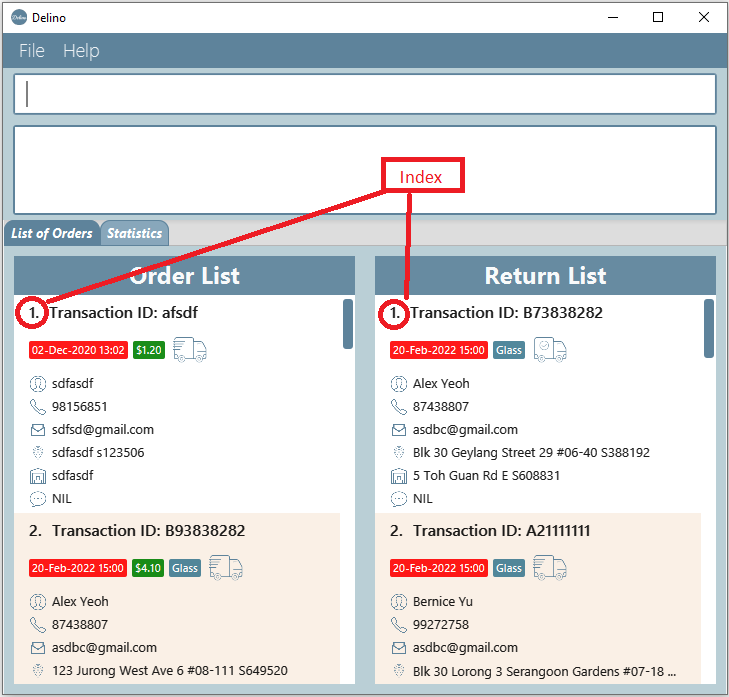 Delino
File Help
Index
List of Orders Statistics
Order List
1. Transaction ID: afsdf
02-Dec-2020 13:02 $1.20
sdfasdf
98156851
sdfsd@gmail.com
sdfasdf s123506
sdfasdf
NIL
2. Transaction ID: B93838282
20-Feb-2022 15:00 $4.10 Glass
Alex Yeoh
87438807
asdbc@gmail.com
123 Jurong West Ave 6 #08-111 S649520
Return List
1. Transaction ID: B73838282
20-Feb-2022 15:00 Glass
Alex Yeoh
87438807
asdbc@gmail.com
Blk 30 Geylang Street 29 #06-40 S388192
5 Toh Guan Rd E S608831
NIL
2. Transaction ID: A21111111
20-Feb-2022 15:00 Glass
Bernice Yu
99272758
asdbc@gmail.com
Blk 30 Lorong 3 Serangoon Gardens #07-18 ...